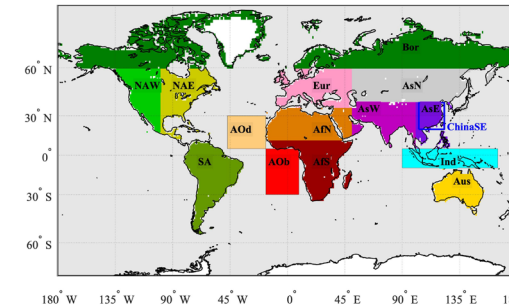 Bor
60° N
NAW NAE Eur AsN
30° N
AOd AfN AsW AsE
ChinaSE
0°
SA AOb AfS Ind
Aus
30° S
60° S
180° W 135° W 90° W 45° W 0° 45° E 90° E 135° E 180° E